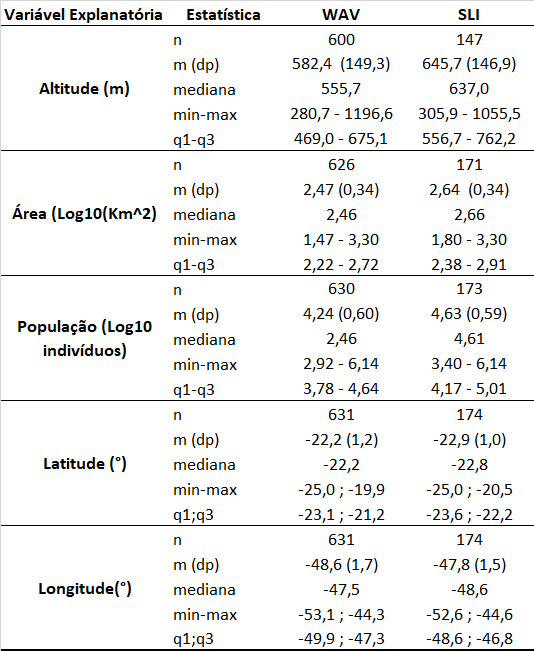 Variável Explanatória Estatística WAV SLI
n 600 147
m (dp) 582,4 (149,3) 645,7 (146,9)
Altitude (m) mediana 555,7 637,0
min-max 280,7 - 1196,6 305,9 - 1055,5
q1-q3 469,0 - 675,1 556,7 - 762,2
n 626 171
m (dp) 2,47 (0,34) 2,64 (0,34)
Área (Log10(Km^2) mediana 2,46 2,66
min-max 1,47 - 3,30 1,80 - 3,30
q1-q3 2,22 - 2,72 2,38 - 2,91
n 630 173
m (dp) 4,24 (0,60) 4,63 (0,59)
População (Log10 indivíduos) mediana 2,46 4,61
min-max 2,92 - 6,14 3,40 - 6,14
q1-q3 3,78 - 4,64 4,17 - 5,01
n 631 174
m (dp) -22,2 (1,2) -22,9 (1,0)
Latitude (°) mediana -22,2 -22,8
min-max -25,0 ; -19,9 -25,0 ; -20,5
q1;q3 -23,1 ; -21,2 -23,6 ; -22,2
n 631 174
m (dp) -48,6 (1,7) -47,8 (1,5)
Longitude(°) mediana -47,5 -48,6
min-max -53,1 ; -44,3 -52,6 ; -44,6
q1;q3 -49,9 ; -47,3 -48,6 ; -46,8